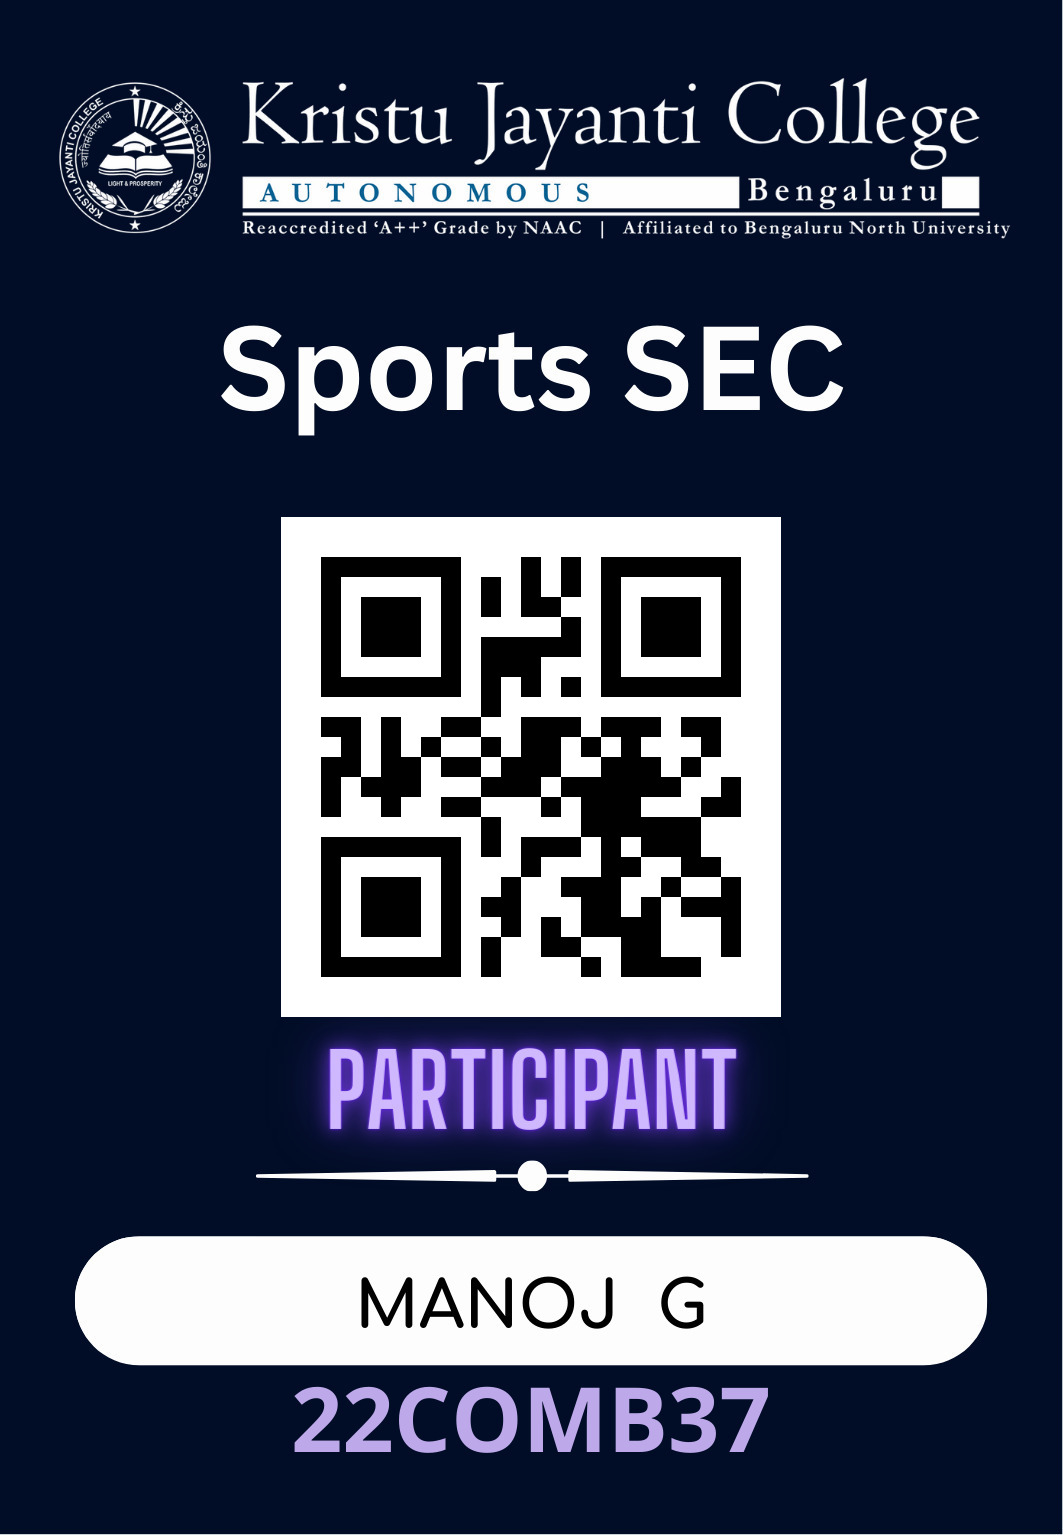 KRISTU JAYANTI COLLEGE
ಕ್ರಿಸ್ತು ಜಯಂತಿ ಕಾಲೇಜು
LIGHT & PROSPERITY
Kristu Jayanti College
AUTONOMOUS Bengaluru
Reaccredited ‘A++’ Grade by NAAC | Affiliated to Bengaluru North University
Sports SEC
PARTICIPANT
MANOJ G
22COMB37